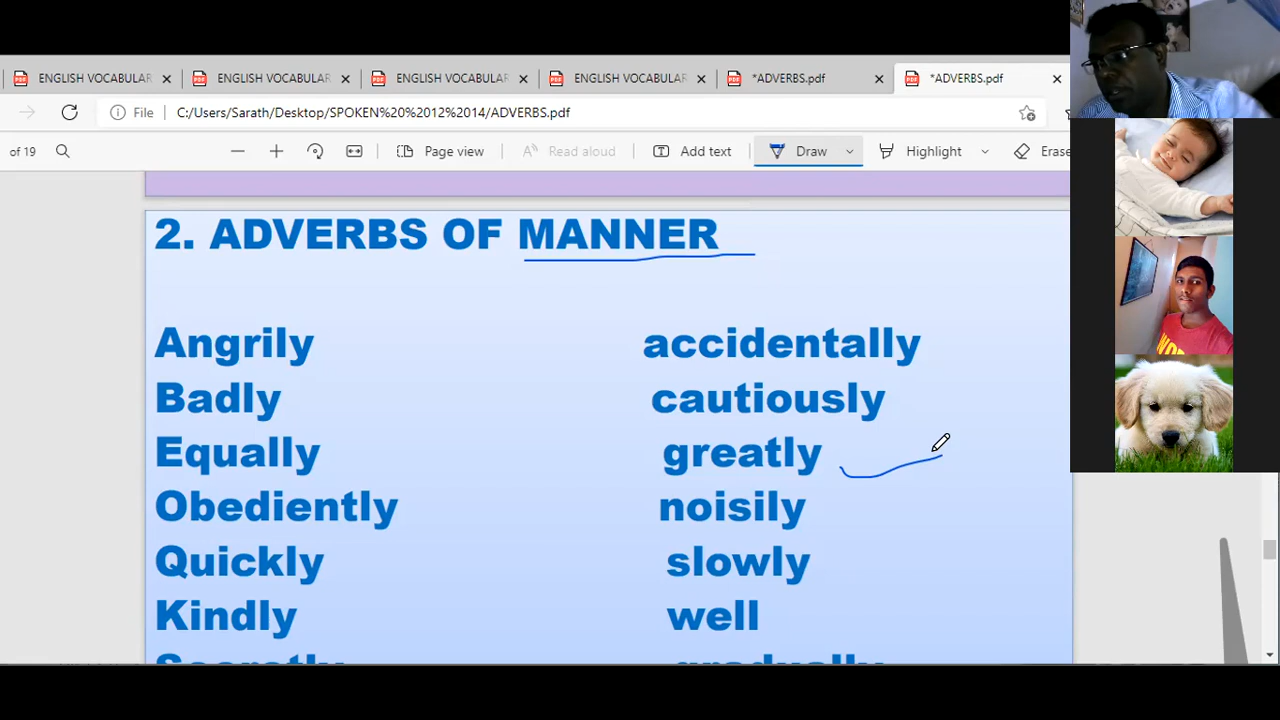 ENGLISH VOCABULAR ENGLISH VOCABULAR ENGLISH VOCABULAR ENGLISH VOCABULAR *ADVERBS.pdf *ADVERBS.pdf
File C:/Users/Sarath/Desktop/SPOKEN%20%2012%2014/ADVERBS.pdf
of 19 Page view Read aloud Add text Draw Highlight Erase
2. ADVERBS OF MANNER
Angrily accidentally
Badly cautiously
Equally greatly
Obediently noisily
Quickly slowly
Kindly well
Secretly gradually